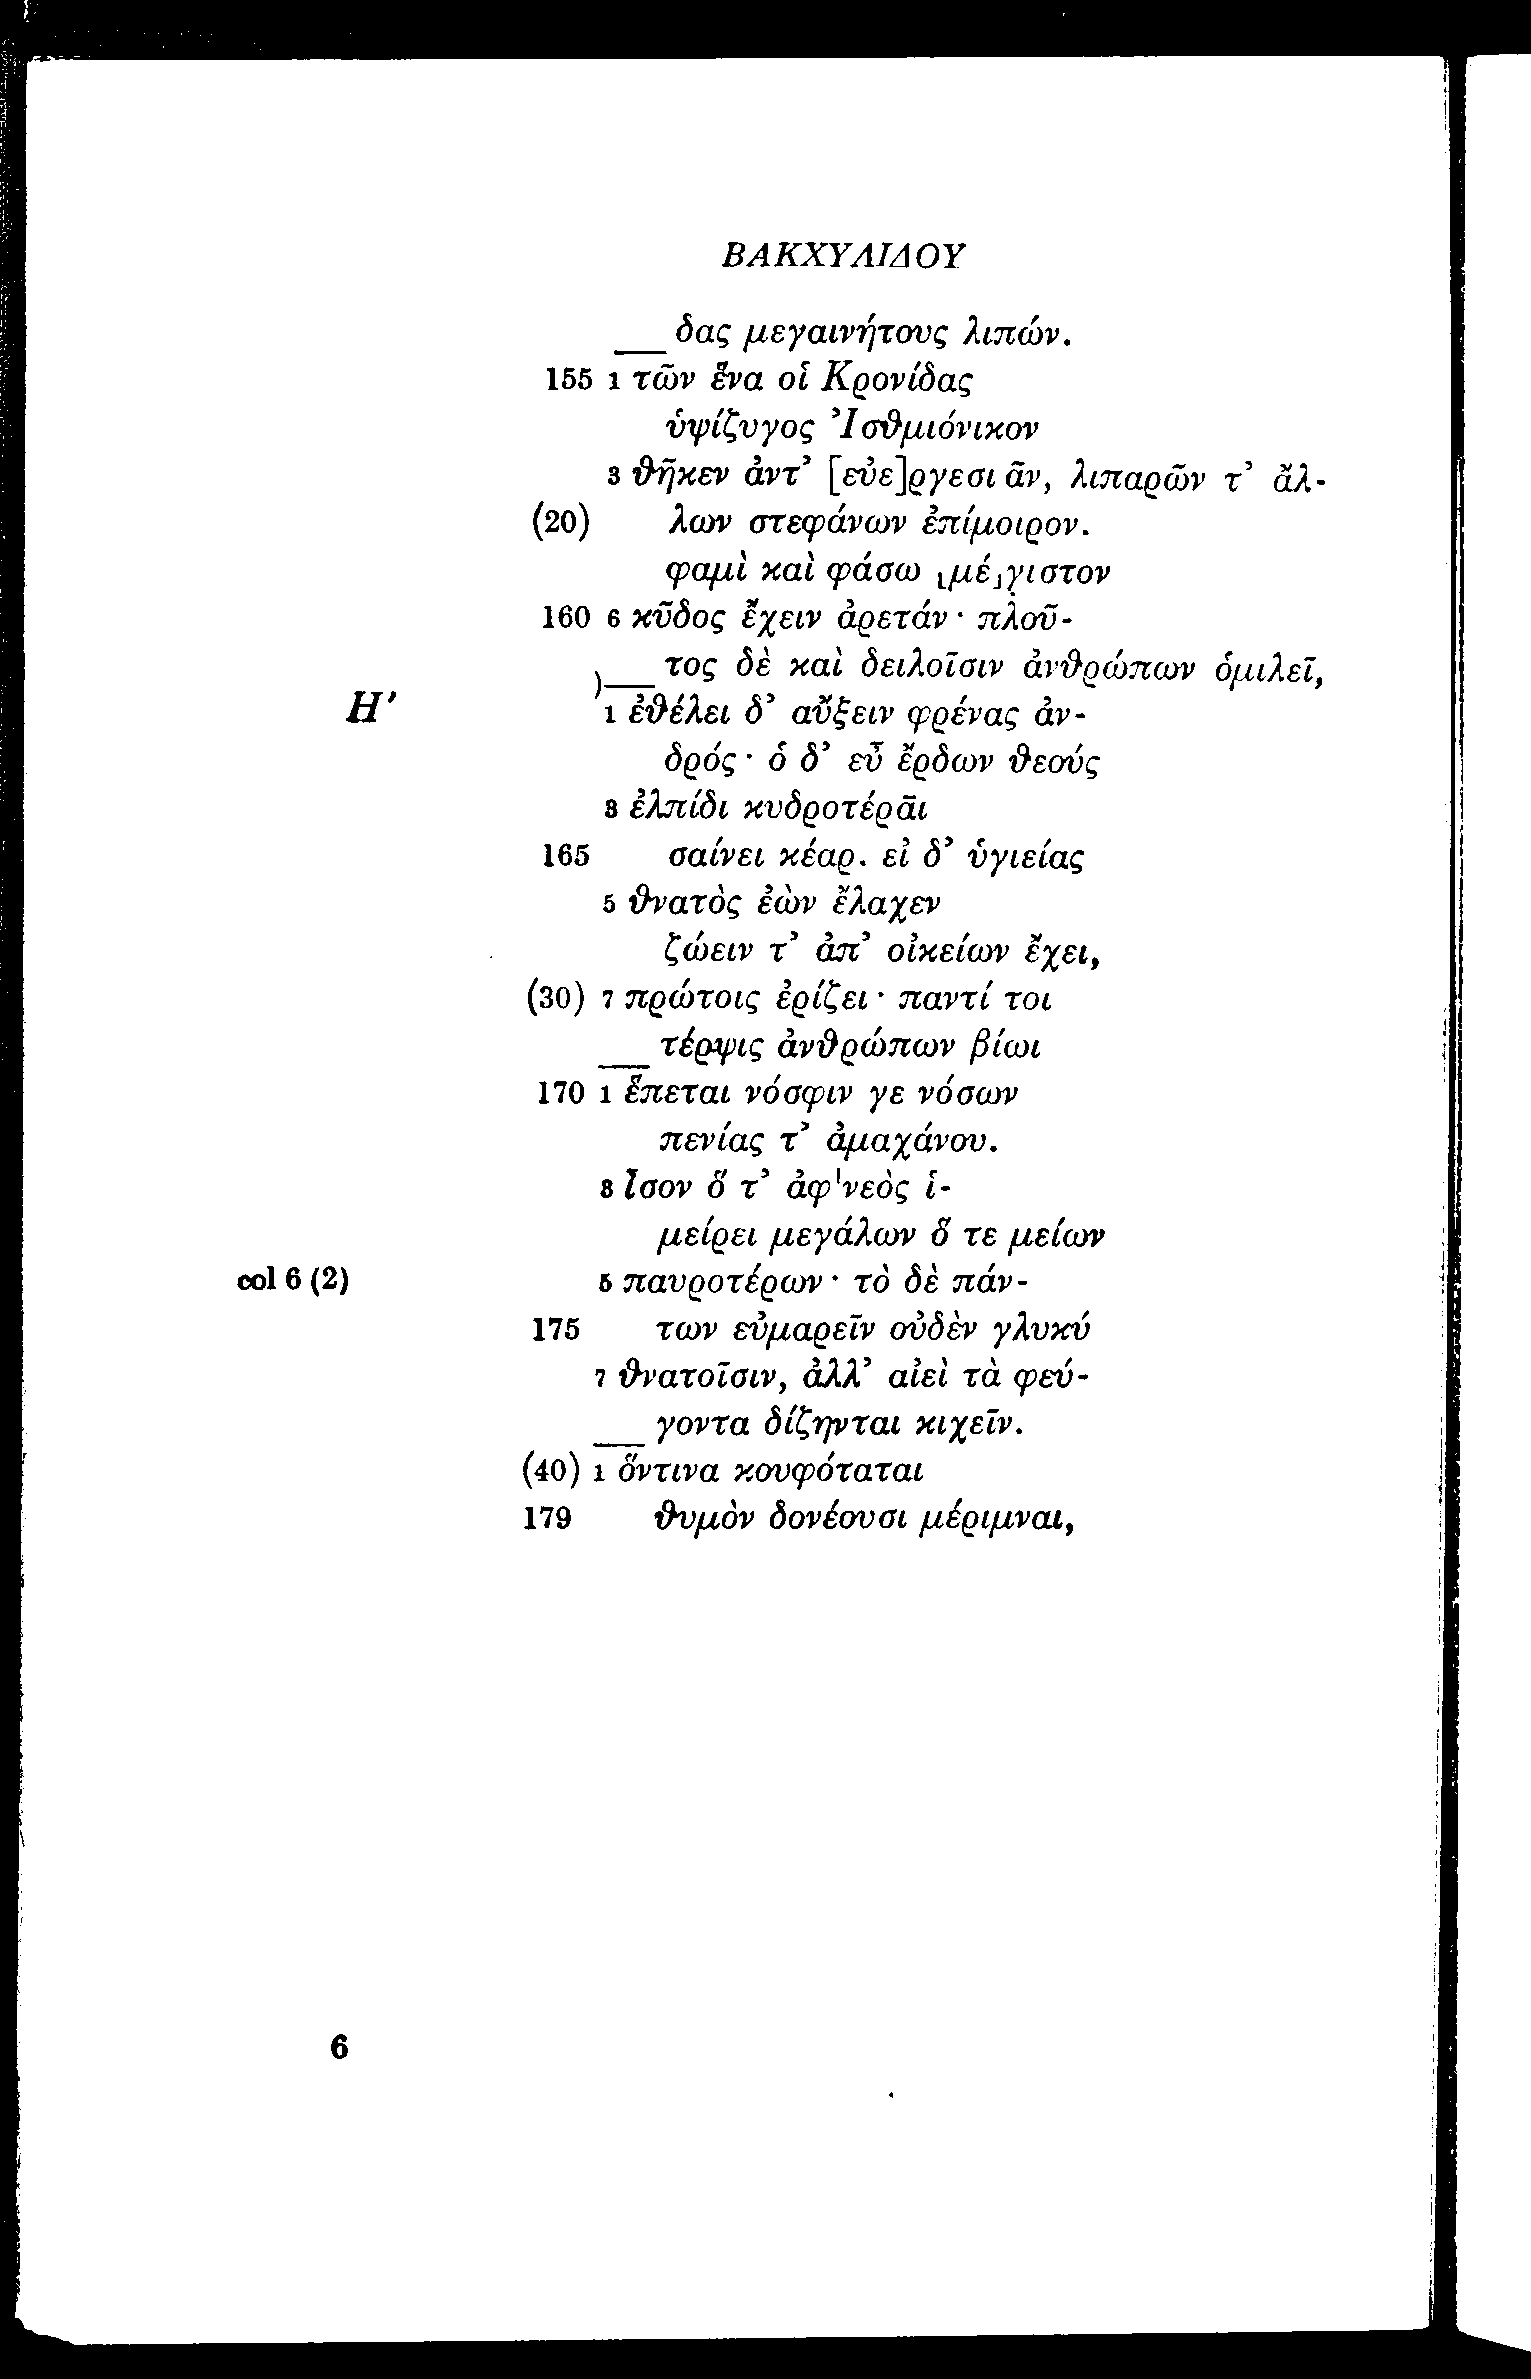 ΒΑΚΧΥΛΙΔΟΥ
δας μεγαινήτους λιπών.
155 1 τῶν ἕνα οἱ Κρονίδας
ὑψίζυγος Ἰσθμιόνικον
3 θῆκεν ἀντ’ [εὐε]ργεσιᾶν, λιπαρῶν τ’ ἄλ-
(20) λων στεφάνων ἐπίμοιρον.
φαμὶ καὶ φάσω ⌊μέ⌋γιστον
160 6 κῦδος ἔχειν ἀρετάν· πλοῦ-
)__ τος δὲ καὶ δειλοῖσιν ἀνθρώπων ὁμιλεῖ,
Η’ 1 ἐθέλει δ’ αὔξειν φρένας ἀν-
δρός· ὁ δ’ εὖ ἔρδων θεούς
3 ἐλπίδι κυδροτέρᾱι
165 σαίνει κέαρ. εἰ δ’ ὑγιείας
5 θνατὸς ἐὼν ἔλαχεν
ζώειν τ’ ἀπ’ οἰκείων ἔχει,
(30) 7 πρώτοις ἐρίζει· παντί τοι
τέρψις ἀνθρώπων βίωι
170 1 ἕπεται νόσφιν γε νόσων
πενίας τ’ ἀμαχάνου.
3 ἶσον ὅ τ’ ἀφ'νεὸς ἱ-
μείρει μεγάλων ὅ τε μείων
col 6 (2) 5 παυροτέρων· τὸ δὲ πάν-
175 των εὐμαρεῖν οὐδὲν γλυκύ
7 θνατοῖσιν, ἀλλ’ αἰεὶ τὰ φεύ-
γοντα δίζηνται κιχεῖν.
(40) 1 ὅντινα κουφόταται
179 θυμὸν δονέουσι μέριμναι,
6